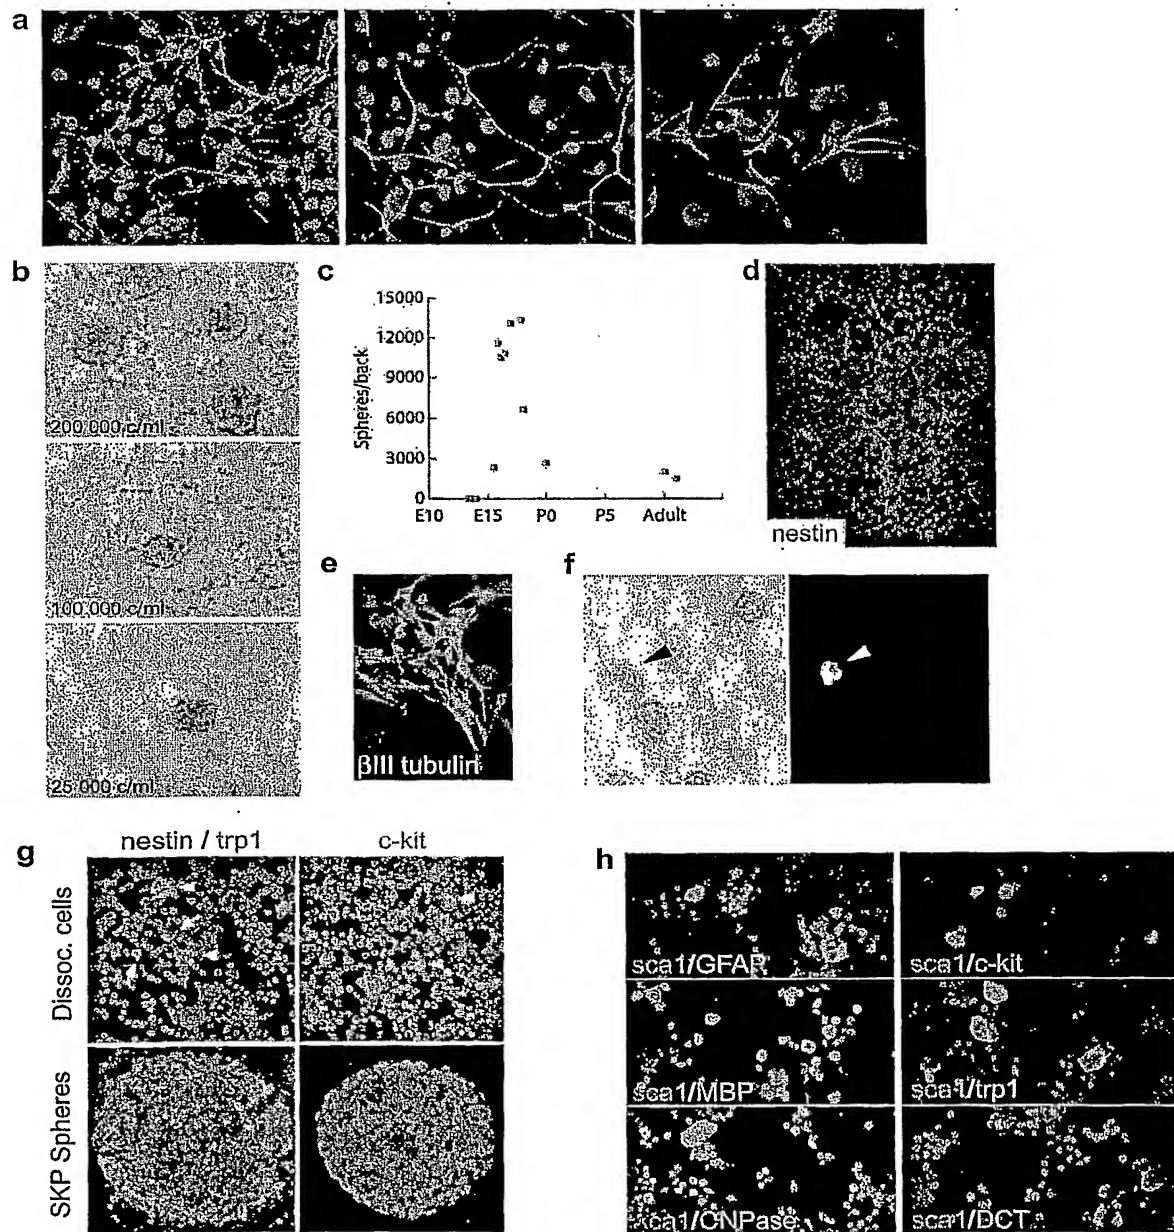 a
b
200 000 c/ml
100 000 c/ml
25 000 c/ml
c
15000
12000
9000
6000
3000
0
Spheres/back
E10 E15 P0 P5 Adult
d
nestin
e
βIII tubulin
f
g
nestin / trp1 c-kit
Dissoc. cells
SKP Spheres
h
sca1/GFAP sca1/c-kit
sca1/MBP sca1/trp1
sca1/CNPase sca1/DCT